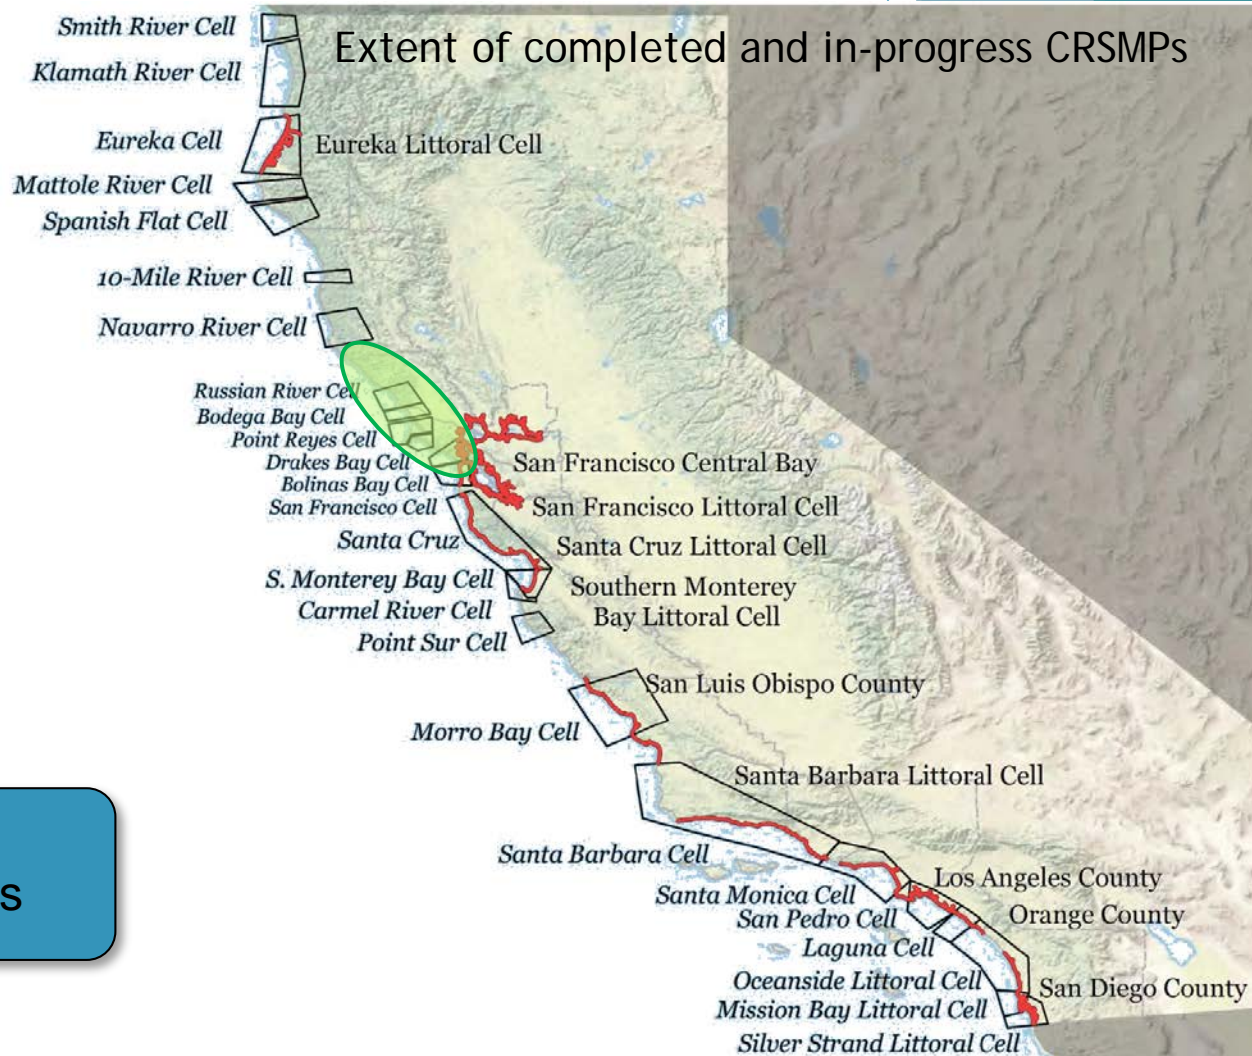 Extent of completed and in-progress CRSMPs
Smith River Cell
Klamath River Cell
Eureka Cell
Eureka Littoral Cell
Mattole River Cell
Spanish Flat Cell
10-Mile River Cell
Navarro River Cell
Russian River Cell
Bodega Bay Cell
Point Reyes Cell
Drakes Bay Cell
San Francisco Central Bay
Bolinas Bay Cell
San Francisco Cell
San Francisco Littoral Cell
Santa Cruz
Santa Cruz Littoral Cell
S. Monterey Bay Cell
Southern Monterey
Bay Littoral Cell
Carmel River Cell
Point Sur Cell
San Luis Obispo County
Morro Bay Cell
Santa Barbara Littoral Cell
s
Santa Barbara Cell
Los Angeles County
Santa Monica Cell
Orange County
San Pedro Cell
Laguna Cell
Oceanside Littoral Cell
San Diego County
Mission Bay Littoral Cell
Silver Strand Littoral Cell